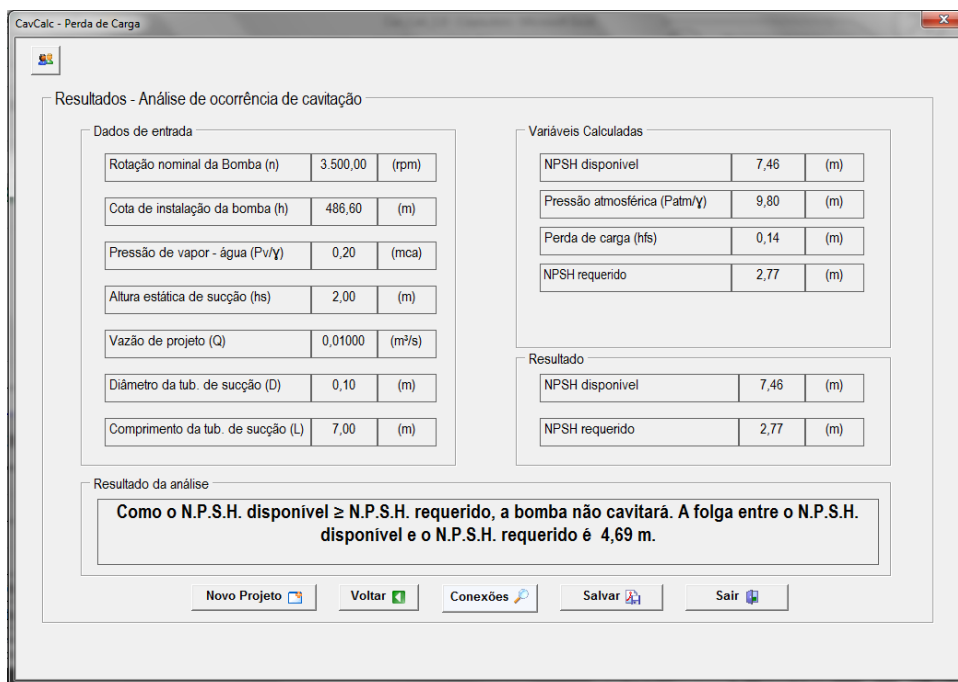 CavCalc - Perda de Carga
Resultados - Análise de ocorrência de cavitação
Dados de entrada
Rotação nominal da Bomba (n) 3.500,00 (rpm)
Cota de instalação da bomba (h) 486,60 (m)
Pressão de vapor - água (Pv/ɣ) 0,20 (mca)
Altura estática de sucção (hs) 2,00 (m)
Vazão de projeto (Q) 0,01000 (m³/s)
Diâmetro da tub. de sucção (D) 0,10 (m)
Comprimento da tub. de sucção (L) 7,00 (m)
Variáveis Calculadas
NPSH disponível 7,46 (m)
Pressão atmosférica (Patm/ɣ) 9,80 (m)
Perda de carga (hfs) 0,14 (m)
NPSH requerido 2,77 (m)
Resultado
NPSH disponível 7,46 (m)
NPSH requerido 2,77 (m)
Resultado da análise
Como o N.P.S.H. disponível ≥ N.P.S.H. requerido, a bomba não cavitará. A folga entre o N.P.S.H.
disponível e o N.P.S.H. requerido é 4,69 m.
Novo Projeto Voltar Conexões Salvar Sair